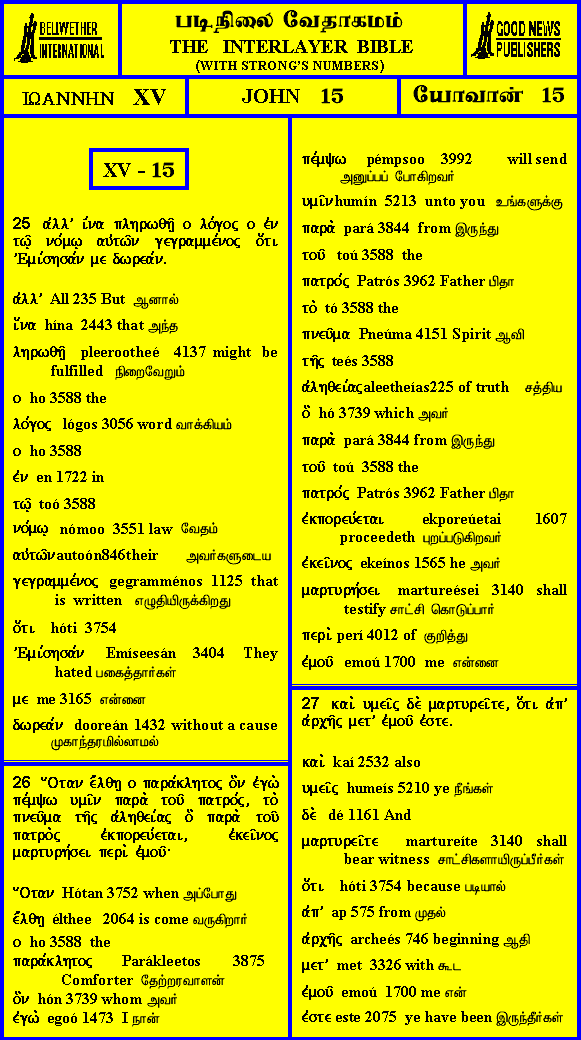 BELLWETHER
INTERNATIONAL
படிநிலை வேதாகமம்
THE INTERLAYER BIBLE
(WITH STRONG'S NUMBERS)
GOOD NEWS
PUBLISHERS
ΙΩΑΝΝΗΝ XV
JOHN 15
யோவான் 15
XV - 15
25 ἀλλ' ἵνα πληρωθῇ ο λόγος ο ἐν
τῷ νόμῳ αὐτῶν γεγραμμένος ὅτι
Ἐμίσησάν με δωρεάν.
ἀλλ' All 235 But ஆனால்
ἵνα hína 2443 that அந்த
ληρωθῇ pleerootheé 4137 might be
fulfilled நிறைவேறும்
ο ho 3588 the
λόγος lógos 3056 word வாக்கியம்
ο ho 3588
ἐν en 1722 in
τῷ toó 3588
νόμῳ nómoo 3551 law வேதம்
αὐτῶν autoón846their அவர்களுடைய
γεγραμμένος gegramménos 1125 that
is written எழுதியிருக்கிறது
ὅτι hóti 3754
Ἐμίσησάν Emíseesán 3404 They
hated பகைத்தார்கள்
με me 3165 என்னை
δωρεάν dooreán 1432 without a cause
முகாந்தரமில்லாமல்
26 Ὅταν ἔλθῃ ο παράκλητος ὃν ἐγὼ
πέμψω υμῖν παρὰ τοῦ πατρός, τὸ
πνεῦμα τῆς ἀληθείας ὃ παρὰ τοῦ
πατρὸς ἐκπορεύεται, ἐκεῖνος
μαρτυρήσει περὶ ἐμοῦ·
Ὅταν Hótan 3752 when அப்போது
ἔλθῃ élthee 2064 is come வருகிறார்
ο ho 3588 the
παράκλητος Parákleetos 3875
Comforter தேற்றரவாளன்
ὃν hón 3739 whom அவர்
ἐγὼ egoó 1473 I நான்
πέμψω pémpsoo 3992 will send
அனுப்பப் போகிறவர்
υμῖν humín 5213 unto you உங்களுக்கு
παρὰ pará 3844 from இருந்து
τοῦ toú 3588 the
πατρός Patrós 3962 Father பிதா
τὸ tó 3588 the
πνεῦμα Pneúma 4151 Spirit ஆவி
τῆς teés 3588
ἀληθείας aleetheías225 of truth சத்திய
ὃ hó 3739 which அவர்
παρὰ pará 3844 from இருந்து
τοῦ toú 3588 the
πατρός Patrós 3962 Father பிதா
ἐκπορεύεται ekporeúetai 1607
proceedeth புறப்படுகிறவர்
ἐκεῖνος ekeínos 1565 he அவர்
μαρτυρήσει martureései 3140 shall
testify சாட்சி கொடுப்பார்
περὶ perí 4012 of குறித்து
ἐμοῦ emoú 1700 me என்னை
27 καὶ υμεῖς δὲ μαρτυρεῖτε, ὅτι ἀπ'
ἀρχῆς μετ' ἐμοῦ ἐστε.
καὶ kaí 2532 also
υμεῖς humeís 5210 ye நீங்கள்
δὲ dé 1161 And
μαρτυρεῖτε martureíte 3140 shall
bear witness சாட்சிகளாயிருப்பீர்கள்
ὅτι hóti 3754 because படியால்
ἀπ' ap 575 from முதல்
ἀρχῆς archeés 746 beginning ஆதி
μετ' met 3326 with கூட
ἐμοῦ emoú 1700 me என்
ἐστε este 2075 ye have been இருந்தீர்கள்